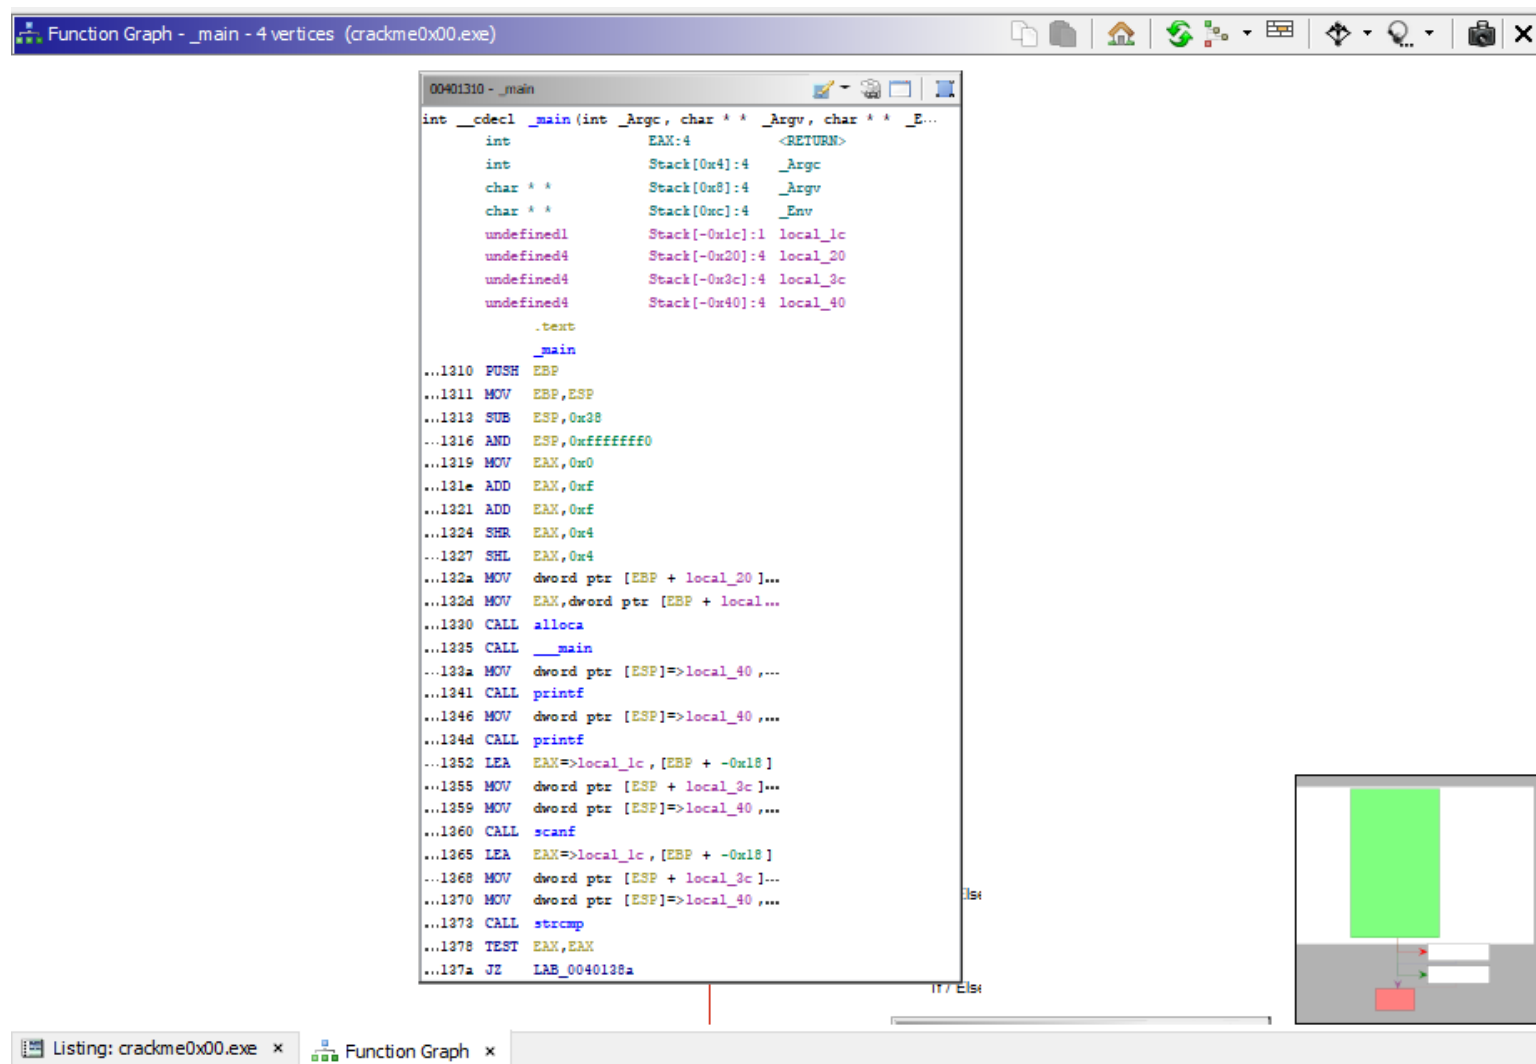 Function Graph - _main - 4 vertices (crackme0x00.exe)
00401310 - _main
int __cdecl _main(int _Argc, char * * _Argv, char * * _E...
int EAX:4 <RETURN>
int Stack[0x4]:4 _Argc
char * * Stack[0x8]:4 _Argv
char * * Stack[0xc]:4 _Env
undefined1 Stack[-0x1c]:1 local_1c
undefined4 Stack[-0x20]:4 local_20
undefined4 Stack[-0x3c]:4 local_3c
undefined4 Stack[-0x40]:4 local_40
.text
_main
...1310 PUSH EBP
...1311 MOV EBP,ESP
...1313 SUB ESP,0x38
...1316 AND ESP,0xfffffff0
...1319 MOV EAX,0x0
...131e ADD EAX,0xf
...1321 ADD EAX,0xf
...1324 SHR EAX,0x4
...1327 SHL EAX,0x4
...132a MOV dword ptr [EBP + local_20]...
...132d MOV EAX,dword ptr [EBP + local...
...1330 CALL alloca
...1335 CALL ___main
...133a MOV dword ptr [ESP]=>local_40,...
...1341 CALL printf
...1346 MOV dword ptr [ESP]=>local_40,...
...134d CALL printf
...1352 LEA EAX=>local_1c,[EBP + -0x18]
...1355 MOV dword ptr [ESP + local_3c]...
...1359 MOV dword ptr [ESP]=>local_40,...
...1360 CALL scanf
...1365 LEA EAX=>local_1c,[EBP + -0x18]
...1368 MOV dword ptr [ESP + local_3c]...
...1370 MOV dword ptr [ESP]=>local_40,...
...1373 CALL strcmp
...1378 TEST EAX,EAX
...137a JZ LAB_0040138a
If / Else
Listing: crackme0x00.exe
Function Graph